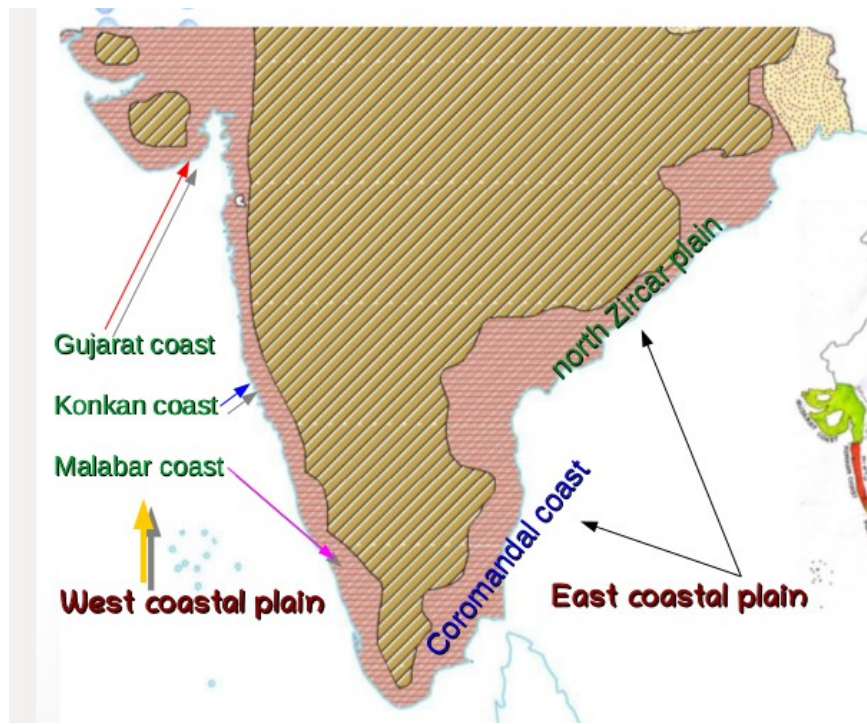 north Zircar plain
Gujarat coast
Konkan coast
Malabar coast
Coromandal coast
West coastal plain
East coastal plain